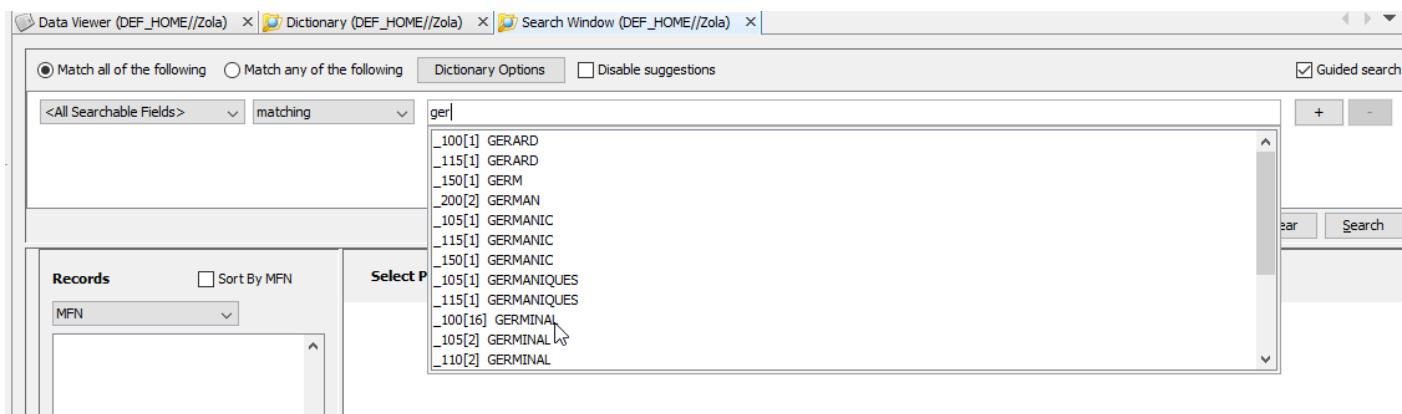 Data Viewer (DEF_HOME//Zola) Dictionary (DEF_HOME//Zola) Search Window (DEF_HOME//Zola)
Match all of the following Match any of the following Dictionary Options Disable suggestions Guided search
<All Searchable Fields> matching ger + -
_100[1] GERARD
_115[1] GERARD
_150[1] GERM
_200[2] GERMAN
_105[1] GERMANIC
_115[1] GERMANIC
ear Search
_150[1] GERMANIC
Records Sort By MFN Select P
_105[1] GERMANIQUES
_115[1] GERMANIQUES
MFN
_100[16] GERMINAL
_105[2] GERMINAL
_110[2] GERMINAL